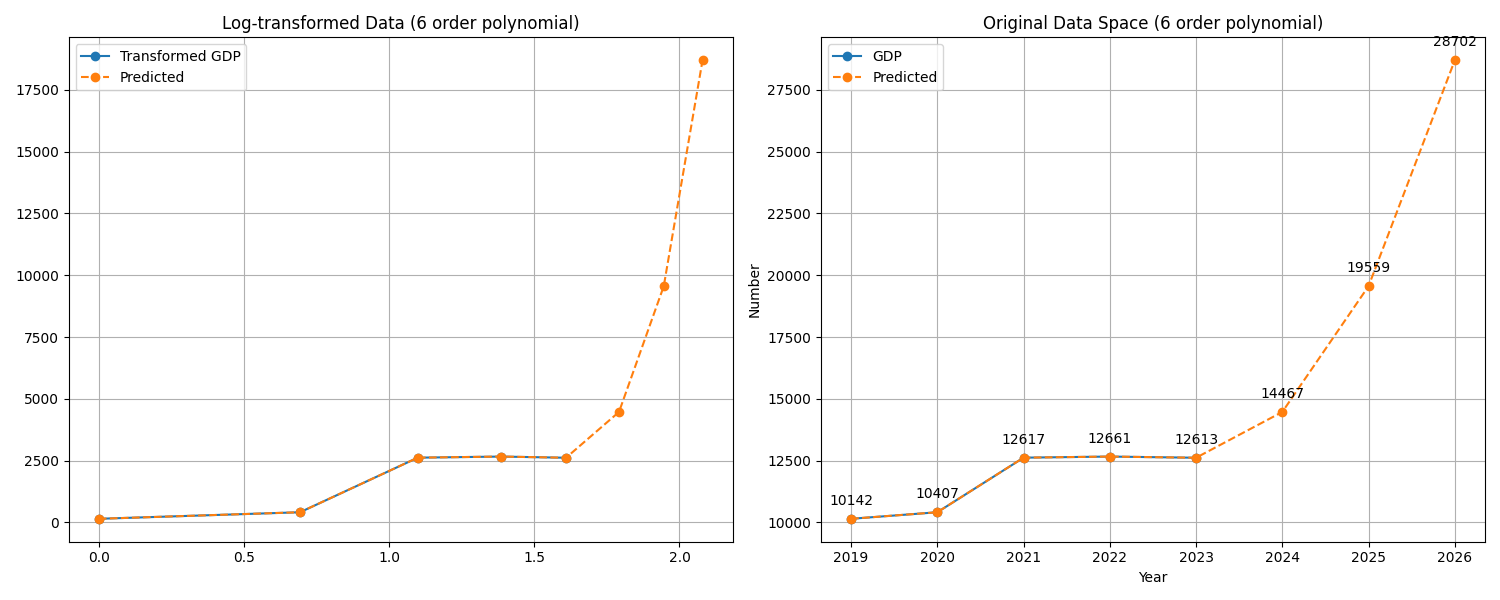 Log-transformed Data (6 order polynomial)
Transformed GDP
Predicted
17500
15000
12500
10000
7500
5000
2500
0
0.0 0.5 1.0 1.5 2.0
Original Data Space (6 order polynomial)
GDP
Predicted
Number
27500
25000
22500
20000
17500
15000
12500
10000
10142
10407
12617
12661
12613
14467
19559
28702
2019 2020 2021 2022 2023 2024 2025 2026
Year